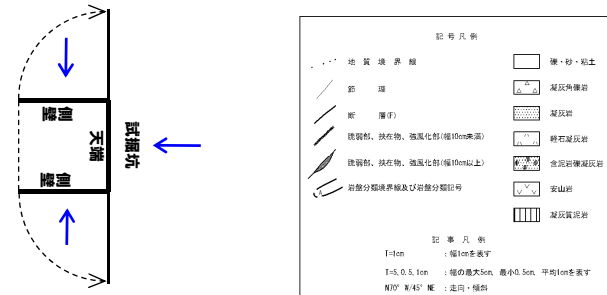 側壁
天端
側壁
試掘坑
記号凡例
地質境界線
節理
断層(F)
脆弱部、挟在物、強風化部(幅10cm未満)
脆弱部、挟在物、強風化部(幅10cm以上)
岩盤分類境界線及び岩盤分類記号
A
礫・砂・粘土
凝灰角礫岩
凝灰岩
軽石凝灰岩
含泥岩礫凝灰岩
安山岩
凝灰質泥岩
記事凡例
T=1cm :幅1cmを表す
T=5,0.5,1cm :幅の最大5cm, 最小0.5cm, 平均1cmを表す
N70°W/45°NE :走向・傾斜